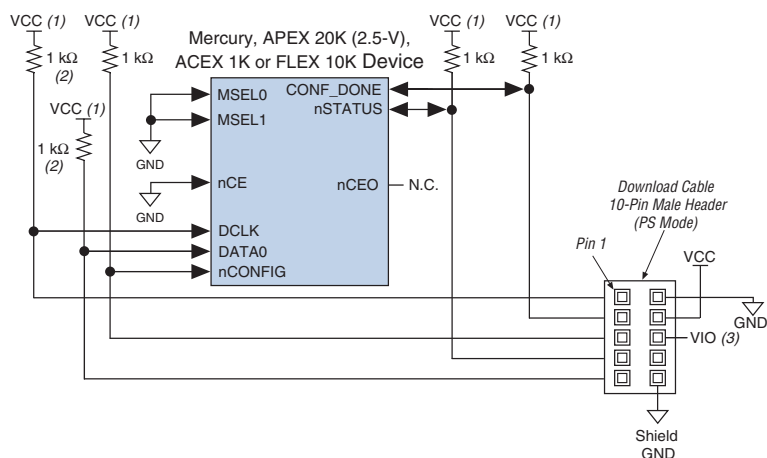 VCC (1)
VCC (1)
VCC (1)
VCC (1)
Mercury, APEX 20K (2.5-V),
ACEX 1K or FLEX 10K Device
1 kΩ
(2)
1 kΩ
1 kΩ
1 kΩ
VCC (1)
1 kΩ
(2)
MSEL0
MSEL1
CONF_DONE
nSTATUS
GND
nCE
nCEO
N.C.
GND
DCLK
DATA0
nCONFIG
Download Cable
10-Pin Male Header
(PS Mode)
Pin 1
VCC
GND
VIO (3)
Shield
GND